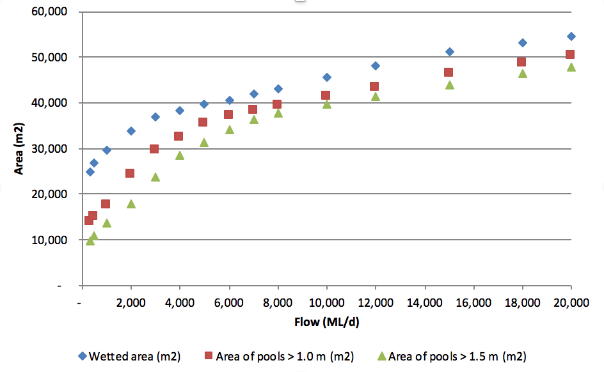 60,000
50,000
40,000
30,000
20,000
10,000
-
Area (m2)
- 2,000 4,000 6,000 8,000 10,000 12,000 14,000 16,000 18,000 20,000
Flow (ML/d)
Wetted area (m2) Area of pools > 1.0 m (m2) Area of pools > 1.5 m (m2)